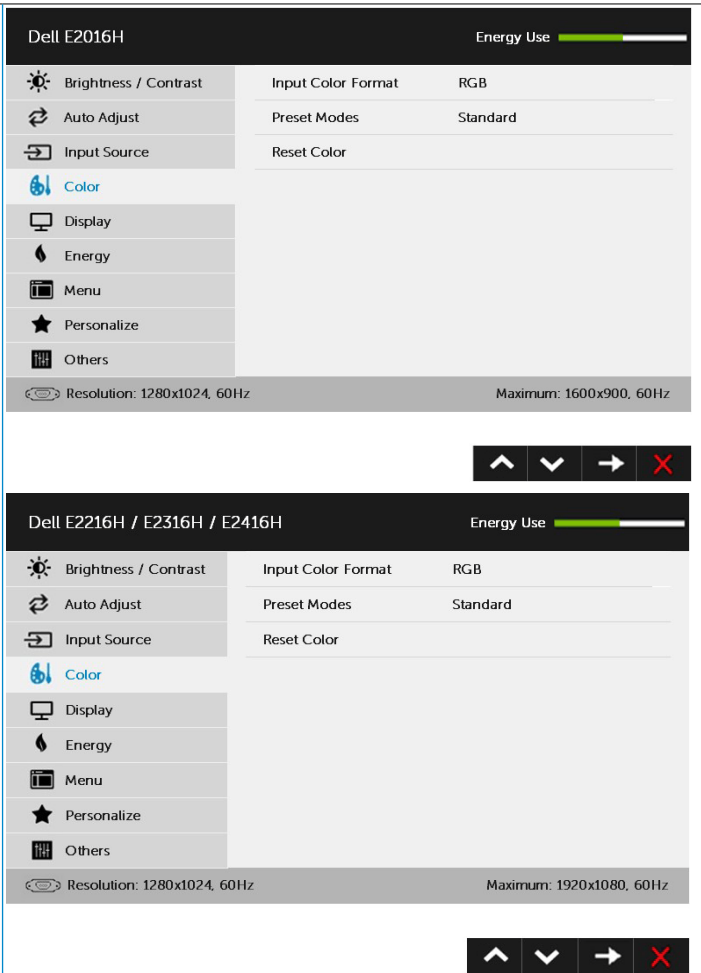 Dell E2016H Energy Use
Brightness / Contrast Input Color Format RGB
Auto Adjust Preset Modes Standard
Input Source Reset Color
Color
Display
Energy
Menu
Personalize
Others
Resolution: 1280x1024, 60Hz Maximum: 1600x900, 60Hz
Dell E2216H / E2316H / E2416H Energy Use
Brightness / Contrast Input Color Format RGB
Auto Adjust Preset Modes Standard
Input Source Reset Color
Color
Display
Energy
Menu
Personalize
Others
Resolution: 1280x1024, 60Hz Maximum: 1920x1080, 60Hz